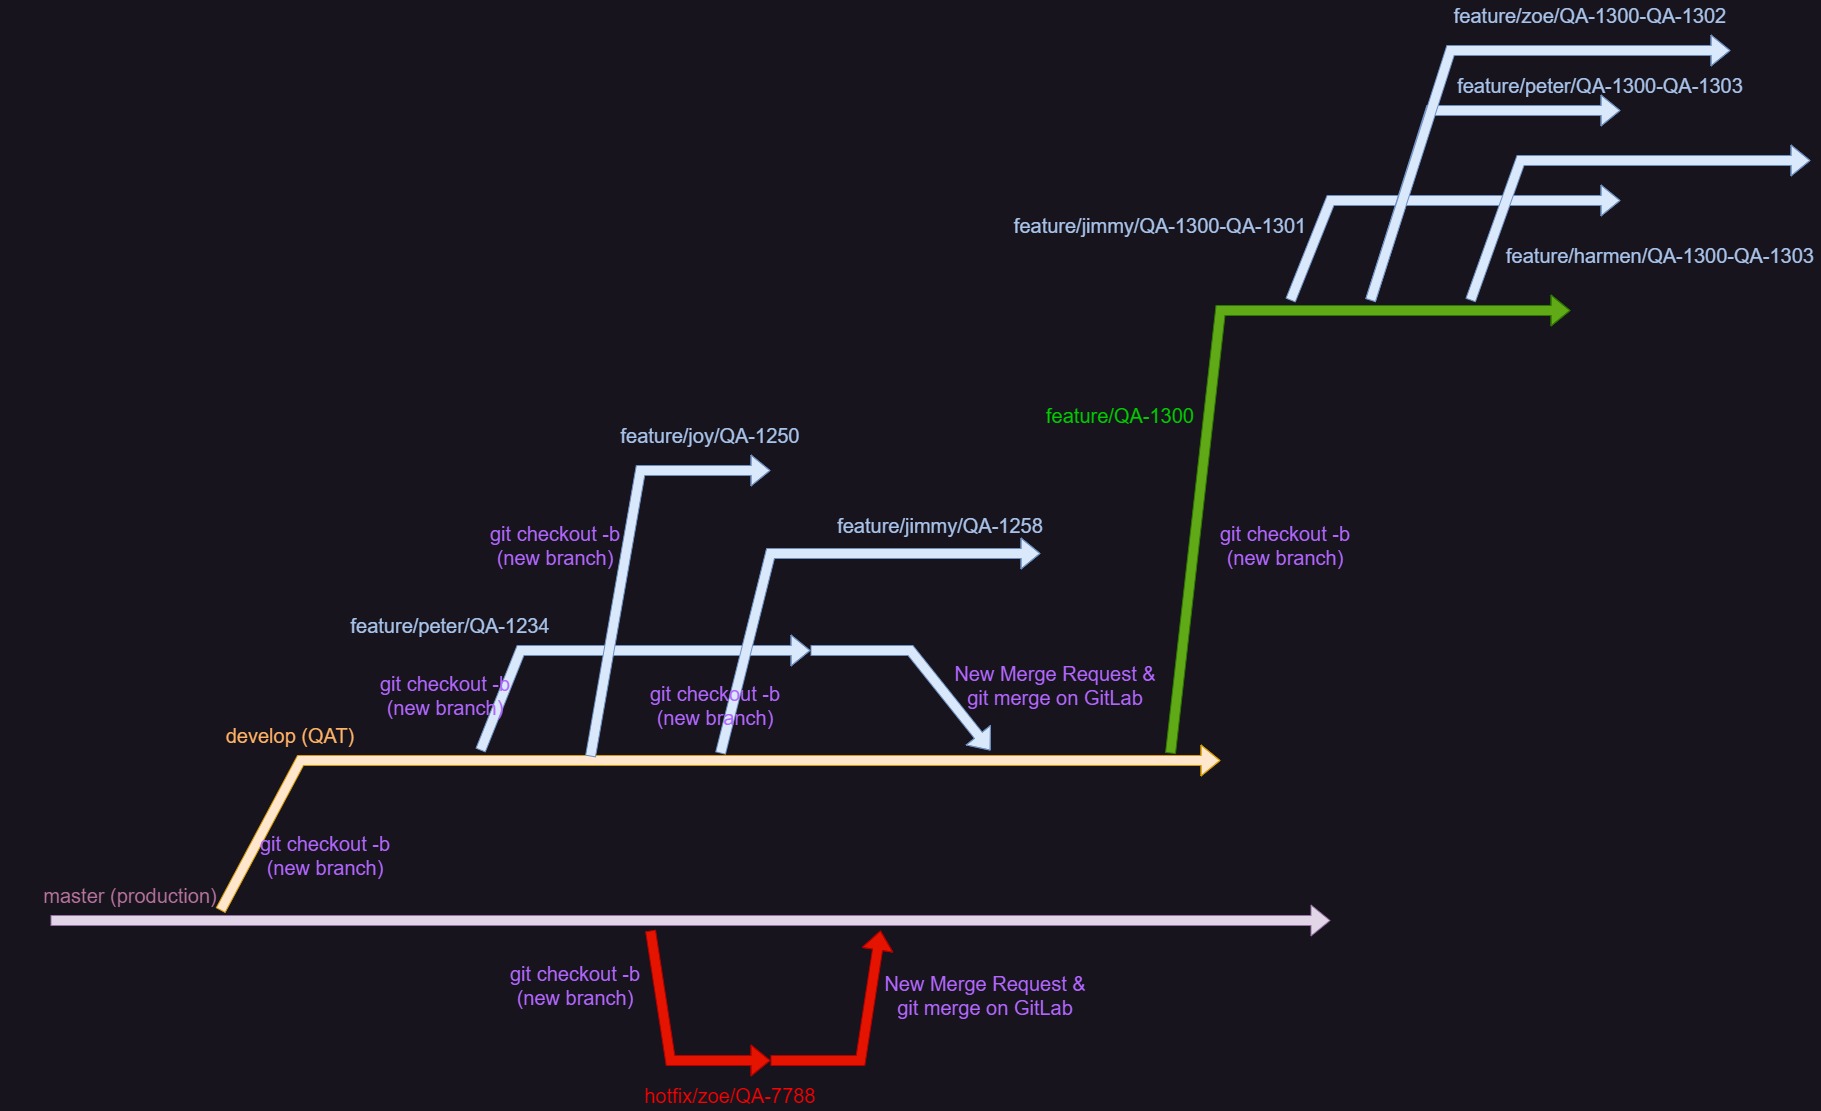 feature/zoe/QA-1300-QA-1302
feature/peter/QA-1300-QA-1303
feature/jimmy/QA-1300-QA-1301
feature/harmen/QA-1300-QA-1303
feature/QA-1300
feature/joy/QA-1250
git checkout -b
(new branch)
feature/jimmy/QA-1258
git checkout -b
(new branch)
feature/peter/QA-1234
git checkout -b
(new branch)
git checkout -b
(new branch)
New Merge Request &
git merge on GitLab
develop (QAT)
git checkout -b
(new branch)
master (production)
git checkout -b
(new branch)
New Merge Request &
git merge on GitLab
hotfix/zoe/QA-7788